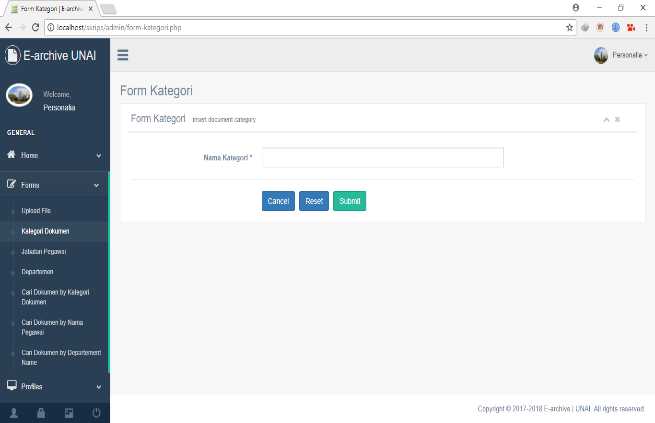 Form Kategori | E-archive
localhost/skrips/admin/form-kategori.php
E-archive UNAI
Personalia
Welcome,
Personalia
GENERAL
Home
Forms
Upload File
Kategori Dokumen
Jabatan Pegawai
Departemen
Cari Dokumen by Kategori
Dokumen
Cari Dokumen by Nama
Pegawai
Cari Dokumen by Departement
Name
Profiles
Form Kategori
Form Kategori insert document category
Nama Kategori *
Cancel Reset Submit
Copyright © 2017-2018 E-archive | UNAI. All rights reserved.